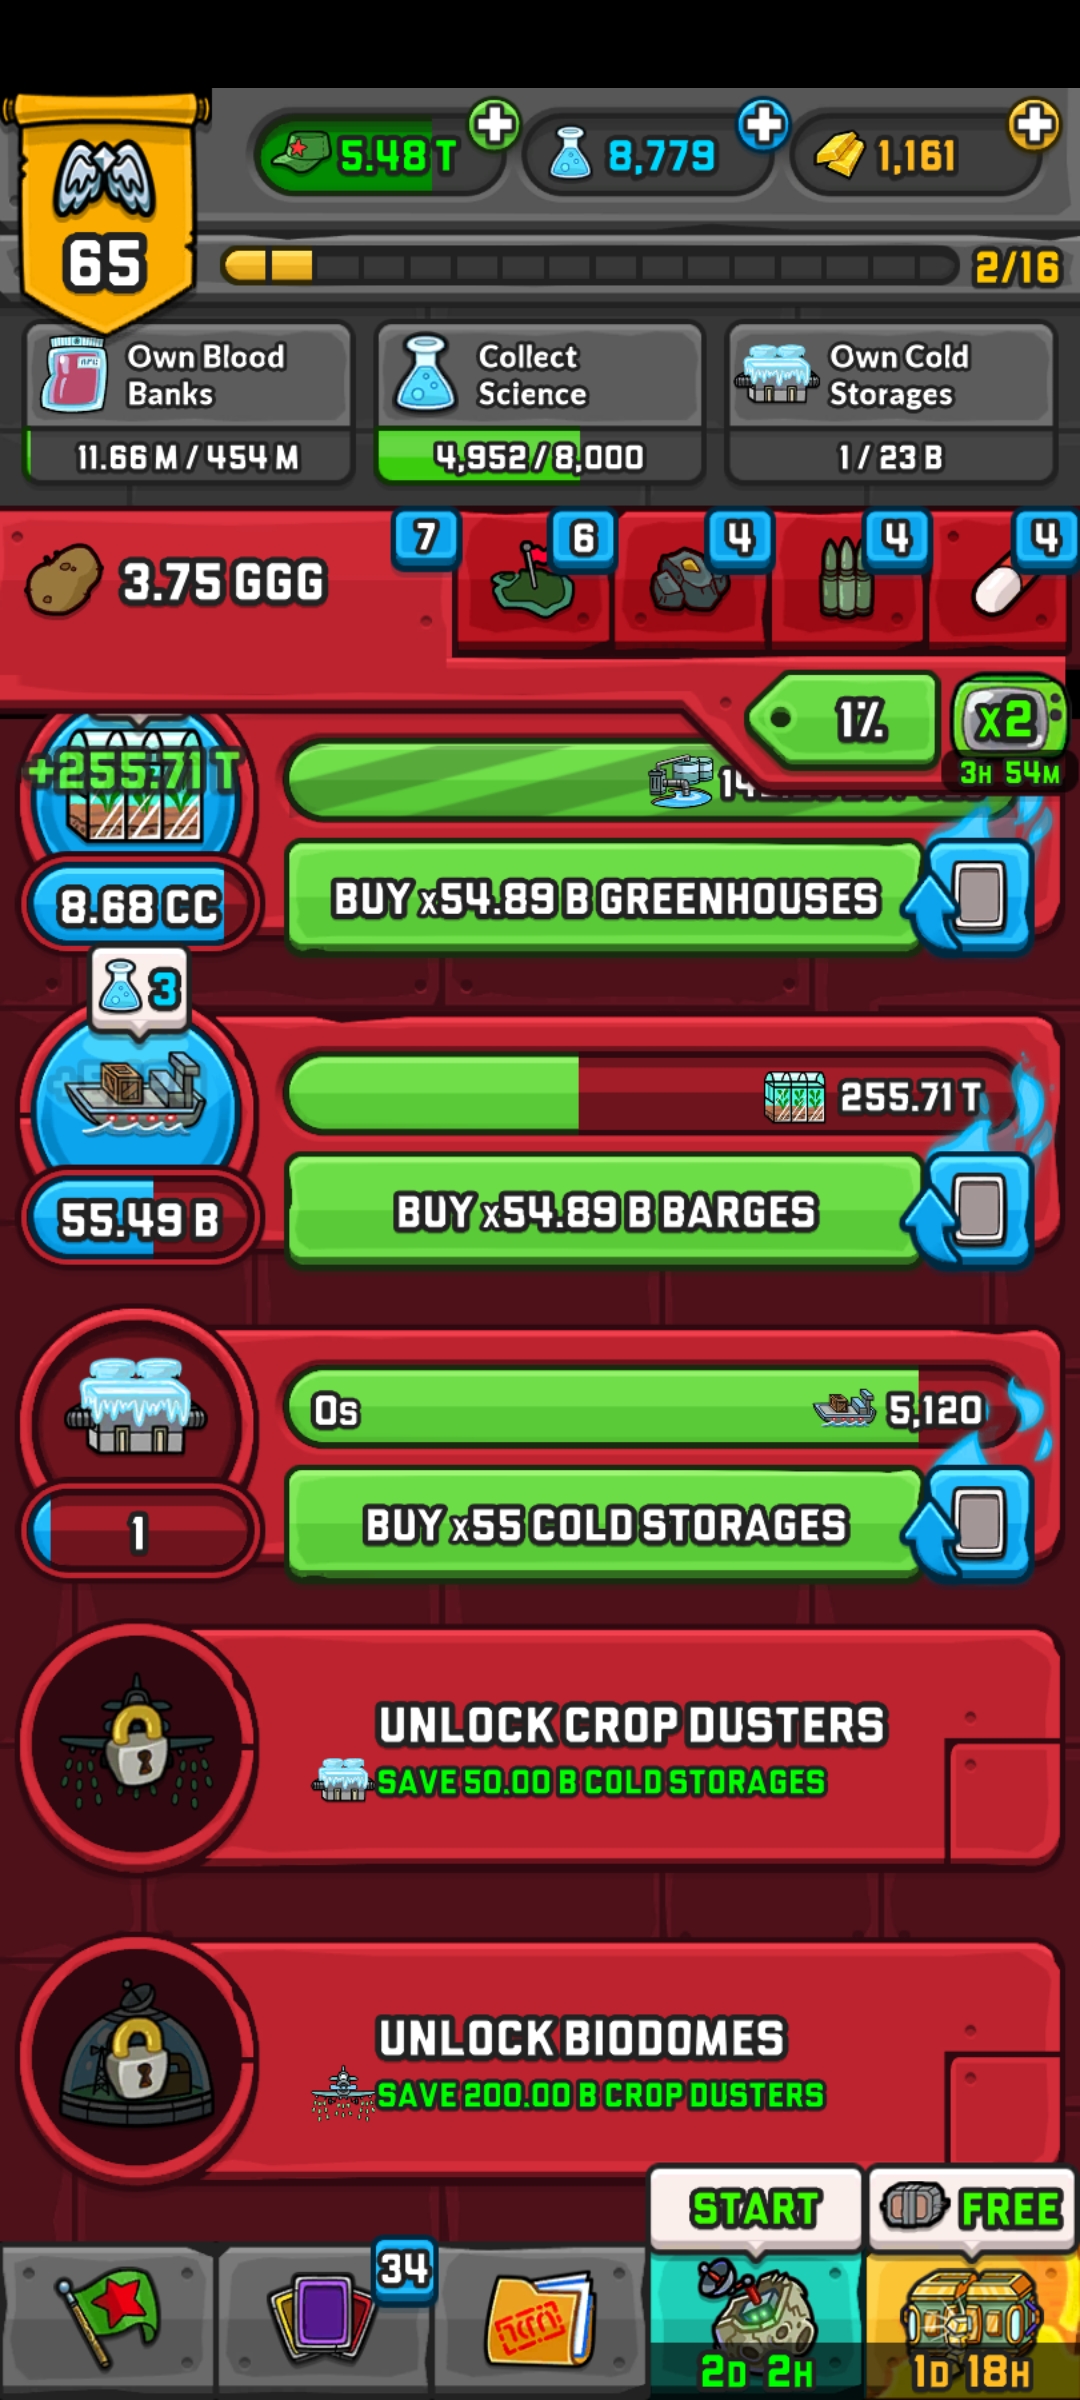 5.48 T
8,779
1,161
65
2/16
Own Blood
Banks
11.66 M / 454 M
Collect
Science
4,952 / 8,000
Own Cold
Storages
1 / 23 B
3.75 GGG
7
6
4
4
4
1%
x2
3H 54M
+255.71 T
8.68 CC
BUY x54.89 B GREENHOUSES
3
255.71 T
55.49 B
BUY x54.89 B BARGES
0s
5,120
1
BUY x55 COLD STORAGES
UNLOCK CROP DUSTERS
SAVE 50.00 B COLD STORAGES
UNLOCK BIODOMES
SAVE 200.00 B CROP DUSTERS
START
FREE
34
2D 2H
1D 18H